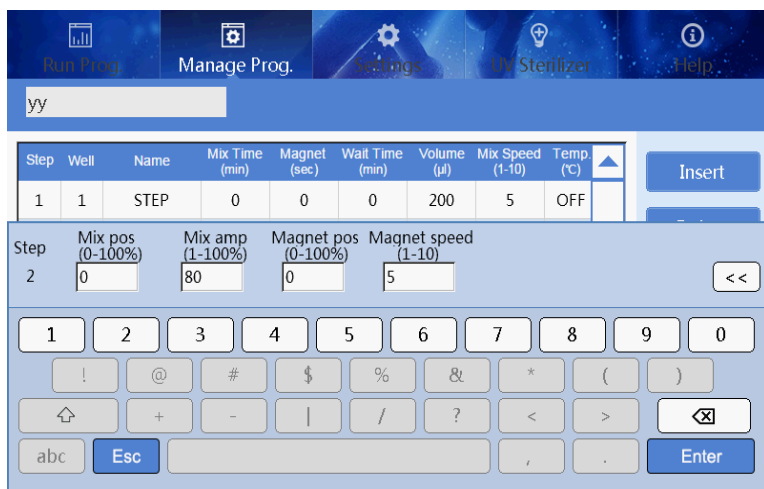 Run Prog.
Manage Prog.
Settings
UV Sterilizer
Help
yy
Step Well Name Mix Time (min) Magnet (sec) Wait Time (min) Volume (μl) Mix Speed (1-10) Temp. (℃)
Insert
1 1 STEP 0 0 0 200 5 OFF
Step Mix pos (0-100%) Mix amp (1-100%) Magnet pos (0-100%) Magnet speed (1-10)
2 0 80 0 5 <<
1 2 3 4 5 6 7 8 9 0
! @ # $ % & * ( )
+ - | / ? < >
abc Esc , . Enter